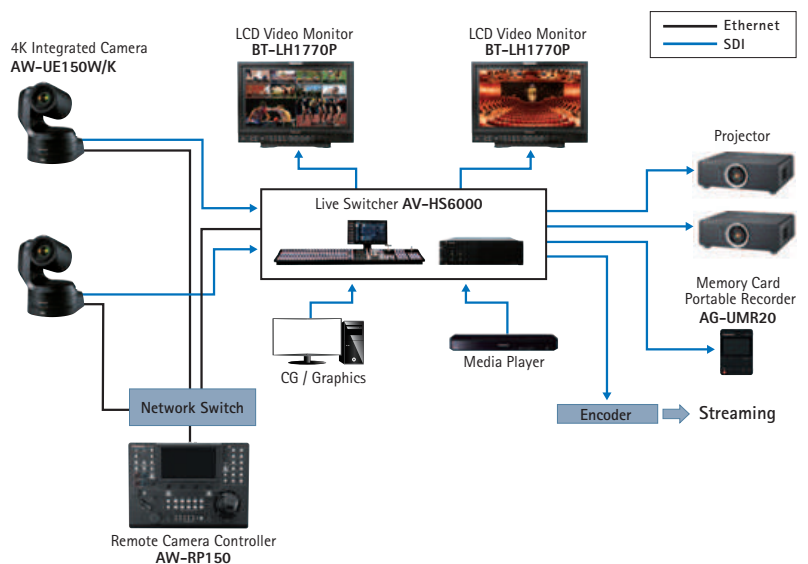 Ethernet
SDI
4K Integrated Camera
AW-UE150W/K
LCD Video Monitor
BT-LH1770P
LCD Video Monitor
BT-LH1770P
Projector
Live Switcher AV-HS6000
Memory Card
Portable Recorder
AG-UMR20
CG / Graphics
Media Player
Network Switch
Encoder
Streaming
Remote Camera Controller
AW-RP150